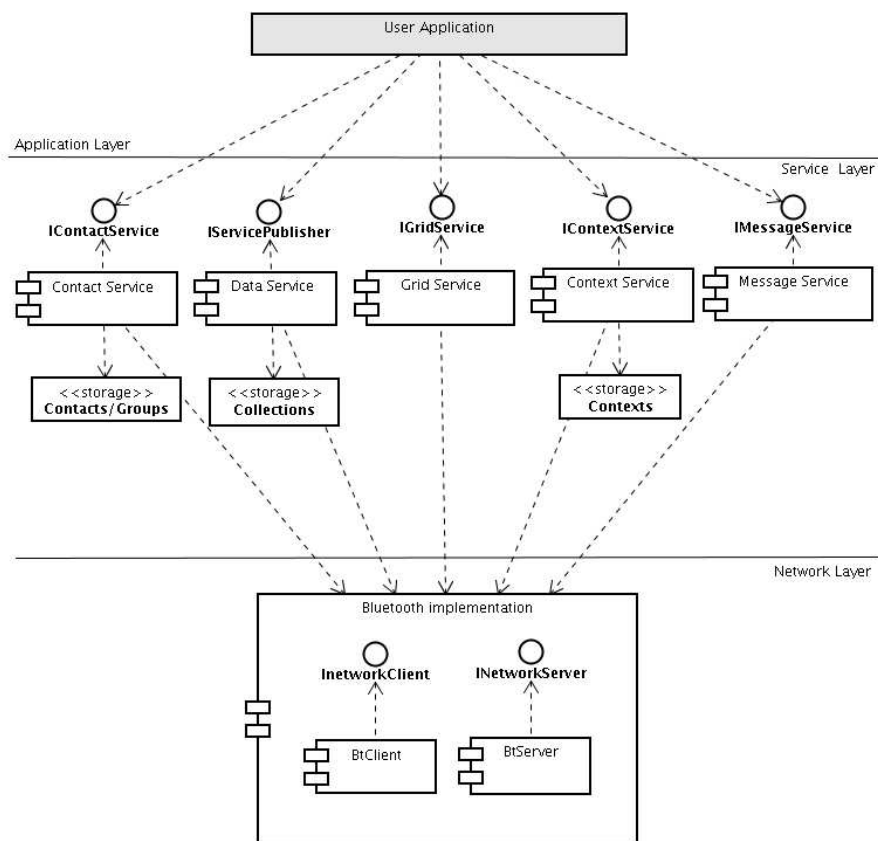 User Application
Application Layer
Service Layer
IContactService
IServicePublisher
IGridService
IContextService
IMessageService
Contact Service
Data Service
Grid Service
Context Service
Message Service
<<storage>>
Contacts/Groups
<<storage>>
Collections
<<storage>>
Contexts
Network Layer
Bluetooth implementation
InetworkClient
INetworkServer
BtClient
BtServer